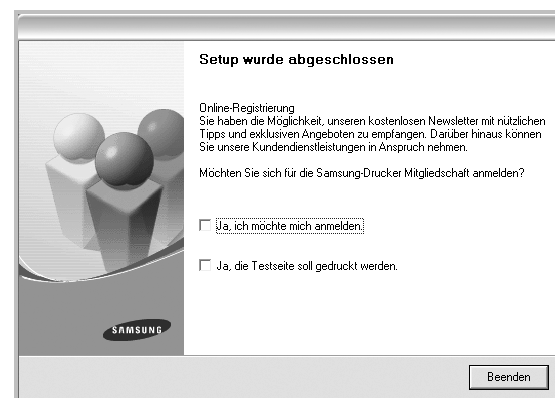 Setup wurde abgeschlossen
Online-Registrierung
Sie haben die Möglichkeit, unseren kostenlosen Newsletter mit nützlichen
Tipps und exklusiven Angeboten zu empfangen. Darüber hinaus können
Sie unsere Kundendienstleistungen in Anspruch nehmen.
Möchten Sie sich für die Samsung-Drucker Mitgliedschaft anmelden?
Ja, ich möchte mich anmelden.
Ja, die Testseite soll gedruckt werden.
SAMSUNG
Beenden